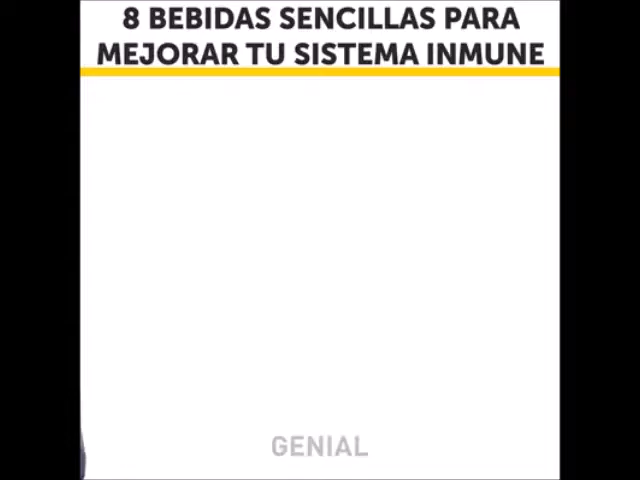 8 BEBIDAS SENCILLAS PARA
MEJORAR TU SISTEMA INMUNE
GENIAL